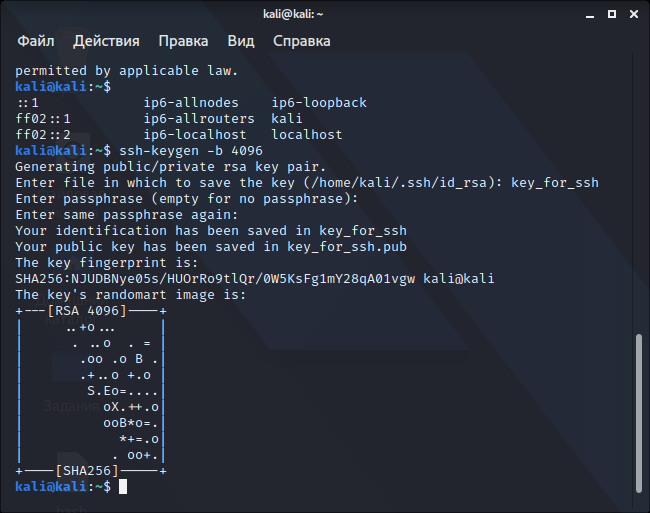 kali@kali: ~
Файл Действия Правка Вид Справка
permitted by applicable law.
kali@kali:~$
::1 ip6-allnodes ip6-loopback
ff02::1 ip6-allrouters kali
ff02::2 ip6-localhost localhost
kali@kali:~$ ssh-keygen -b 4096
Generating public/private rsa key pair.
Enter file in which to save the key (/home/kali/.ssh/id_rsa): key_for_ssh
Enter passphrase (empty for no passphrase):
Enter same passphrase again:
Your identification has been saved in key_for_ssh
Your public key has been saved in key_for_ssh.pub
The key fingerprint is:
SHA256:NJUDBNye05s/HUOrRo9tlQr/0W5KsFg1mY28qA01vgw kali@kali
The key's randomart image is:
+---[RSA 4096]----+
|     ..+o...     |
|      . ..o  . = |
|       .oo .o B .|
|       .+..o +.o |
|        S.Eo=....|
|          oX.++.o|
|          ooB*o=.|
|            *+=.o|
|           . oo+.|
+----[SHA256]-----+
kali@kali:~$
Задания